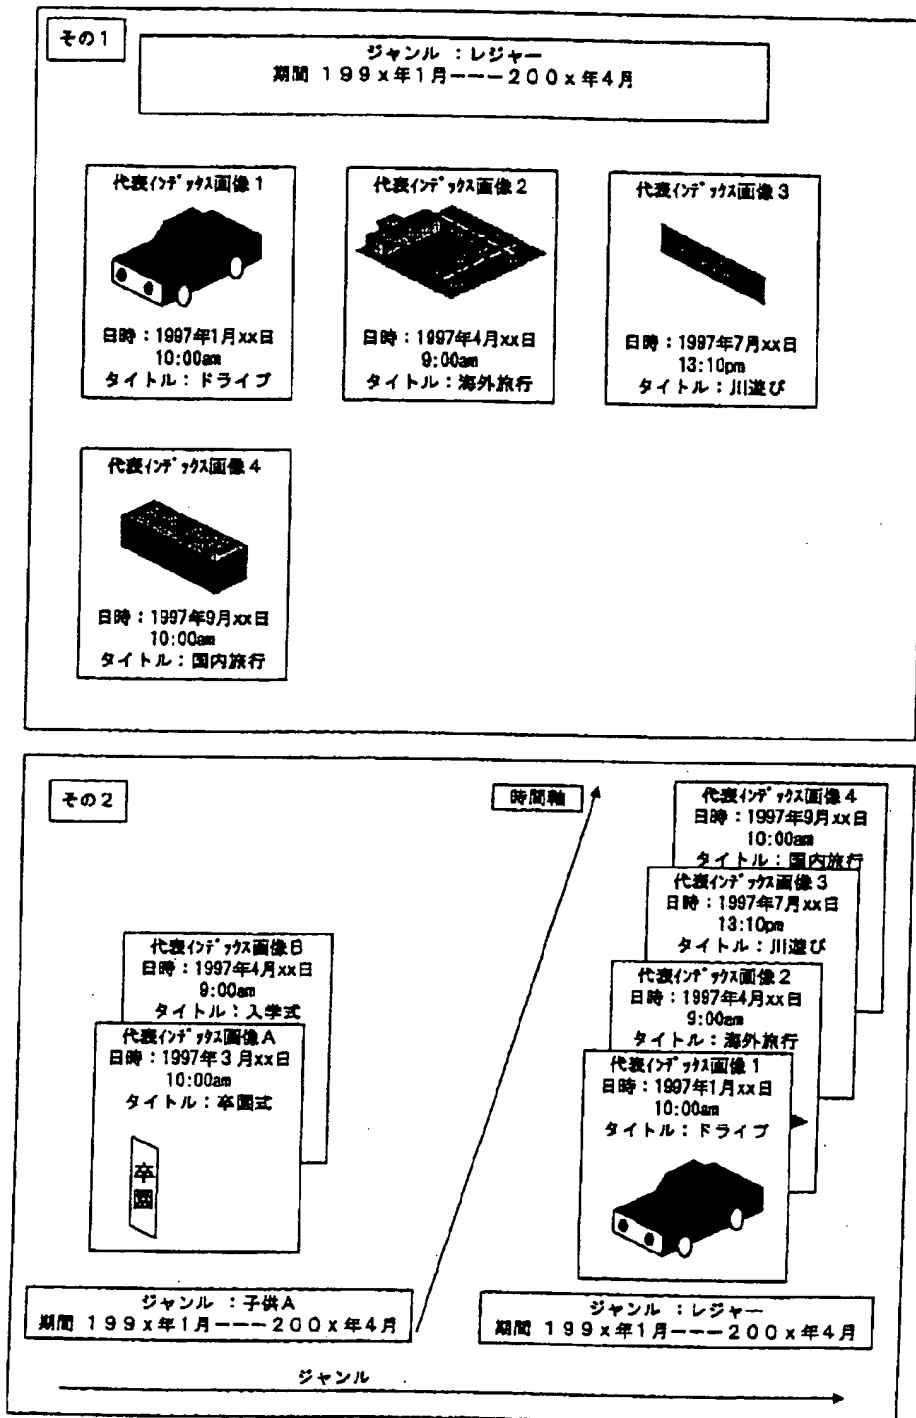 その1
ジャンル ：レジャー
期間 199x年1月ーーー200x年4月
代表インデックス画像1
日時：1997年1月xx日
10:00am
タイトル：ドライブ
代表インデックス画像2
日時：1997年4月xx日
9:00am
タイトル：海外旅行
代表インデックス画像3
日時：1997年7月xx日
13:10pm
タイトル：川遊び
代表インデックス画像4
日時：1997年9月xx日
10:00am
タイトル：国内旅行
その2
時間軸
代表インデックス画像4
日時：1997年9月xx日
10:00am
タイトル：国内旅行
代表インデックス画像3
日時：1997年7月xx日
13:10pm
タイトル：川遊び
代表インデックス画像2
日時：1997年4月xx日
9:00am
タイトル：海外旅行
代表インデックス画像1
日時：1997年1月xx日
10:00am
タイトル：ドライブ
代表インデックス画像B
日時：1997年4月xx日
9:00am
タイトル：入学式
代表インデックス画像A
日時：1997年3月xx日
10:00am
タイトル：卒園式
卒園
ジャンル ：子供A
期間 199x年1月ーーー200x年4月
ジャンル ：レジャー
期間 199x年1月ーーー200x年4月
ジャンル